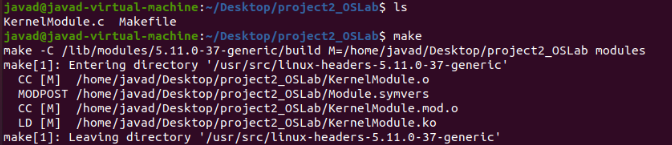 javad@javad-virtual-machine:~/Desktop/project2_OSLab$ ls
KernelModule.c  Makefile
javad@javad-virtual-machine:~/Desktop/project2_OSLab$ make
make -C /lib/modules/5.11.0-37-generic/build M=/home/javad/Desktop/project2_OSLab modules
make[1]: Entering directory '/usr/src/linux-headers-5.11.0-37-generic'
  CC [M]  /home/javad/Desktop/project2_OSLab/KernelModule.o
  MODPOST /home/javad/Desktop/project2_OSLab/Module.symvers
  CC [M]  /home/javad/Desktop/project2_OSLab/KernelModule.mod.o
  LD [M]  /home/javad/Desktop/project2_OSLab/KernelModule.ko
make[1]: Leaving directory '/usr/src/linux-headers-5.11.0-37-generic'